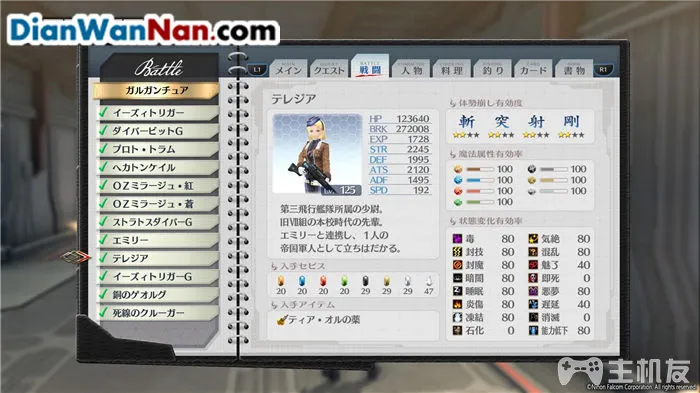 DianWanNan.com
Battle
ガルガンチュア
イーズィトリガー
ダイバービットG
プロト・トラム
ヘカトンケイル
OZミラージュ・紅
OZミラージュ・蒼
ストラトスダイバーG
エミリー
テレジア
イーズィトリガーG
銅のゲオルグ
死線のクルーガー
L1
メイン
クエスト
BATTLE
戦闘
人物
料理
釣り
CARD
カード
BOOK
書物
R1
テレジア
HP 123640
BRK 272008
EXP 1728
STR 2245
DEF 1995
ATS 2120
ADF 1495
SPD 192
Lv. 125
第三飛行艦隊所属の少尉。
旧Ⅶ組の本校時代の先輩。
エミリーと連携し、１人の
帝国軍人として立ちはだかる。
入手セピス
20 20 20 20 29 29 47
入手アイテム
ティア・オルの薬
体勢崩し有効度
斬 突 射 剛
魔法属性有効率
100 100
100 100
100 100
100
状態変化有効率
毒 80 気絶 80
封技 80 混乱 80
封魔 80 魅了 40
暗闇 80 即死 0
睡眠 80 悪夢 80
炎傷 80 遅延 40
凍結 80 消滅 0
石化 0 能力低下 80
主机友
©Nihon Falcom Corporation. All rights reserved.